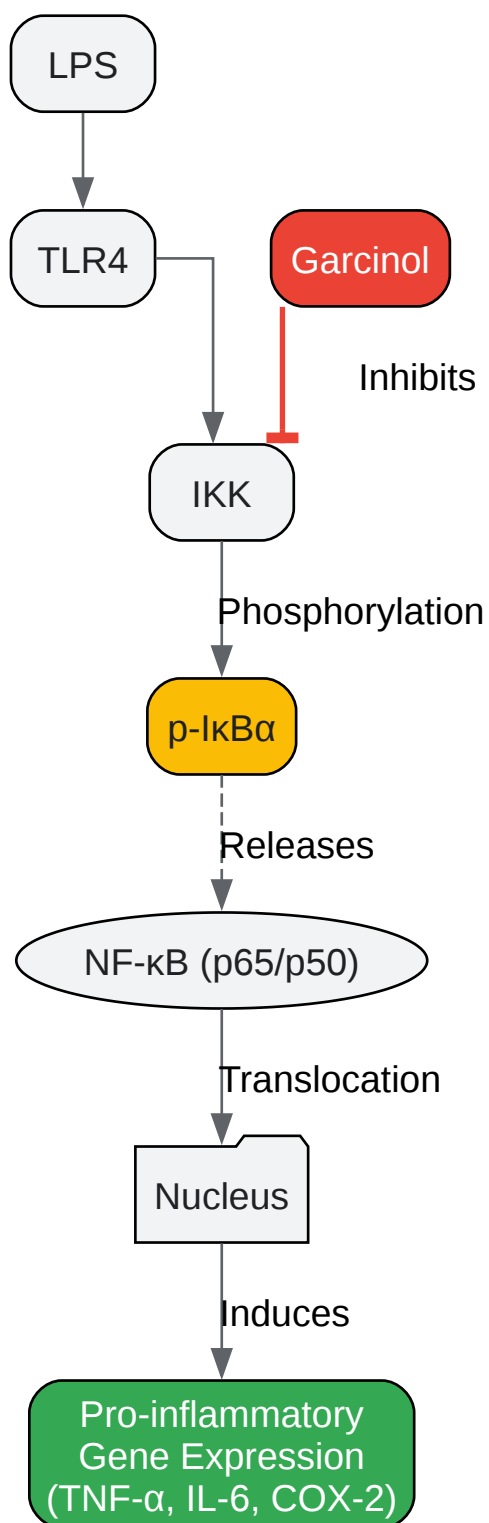 LPS
TLR4
Garcinol
Inhibits
IKK
Phosphorylation
p-IκBα
Releases
NF-κB (p65/p50)
Translocation
Nucleus
Induces
Pro-inflammatory
Gene Expression
(TNF-α, IL-6, COX-2)